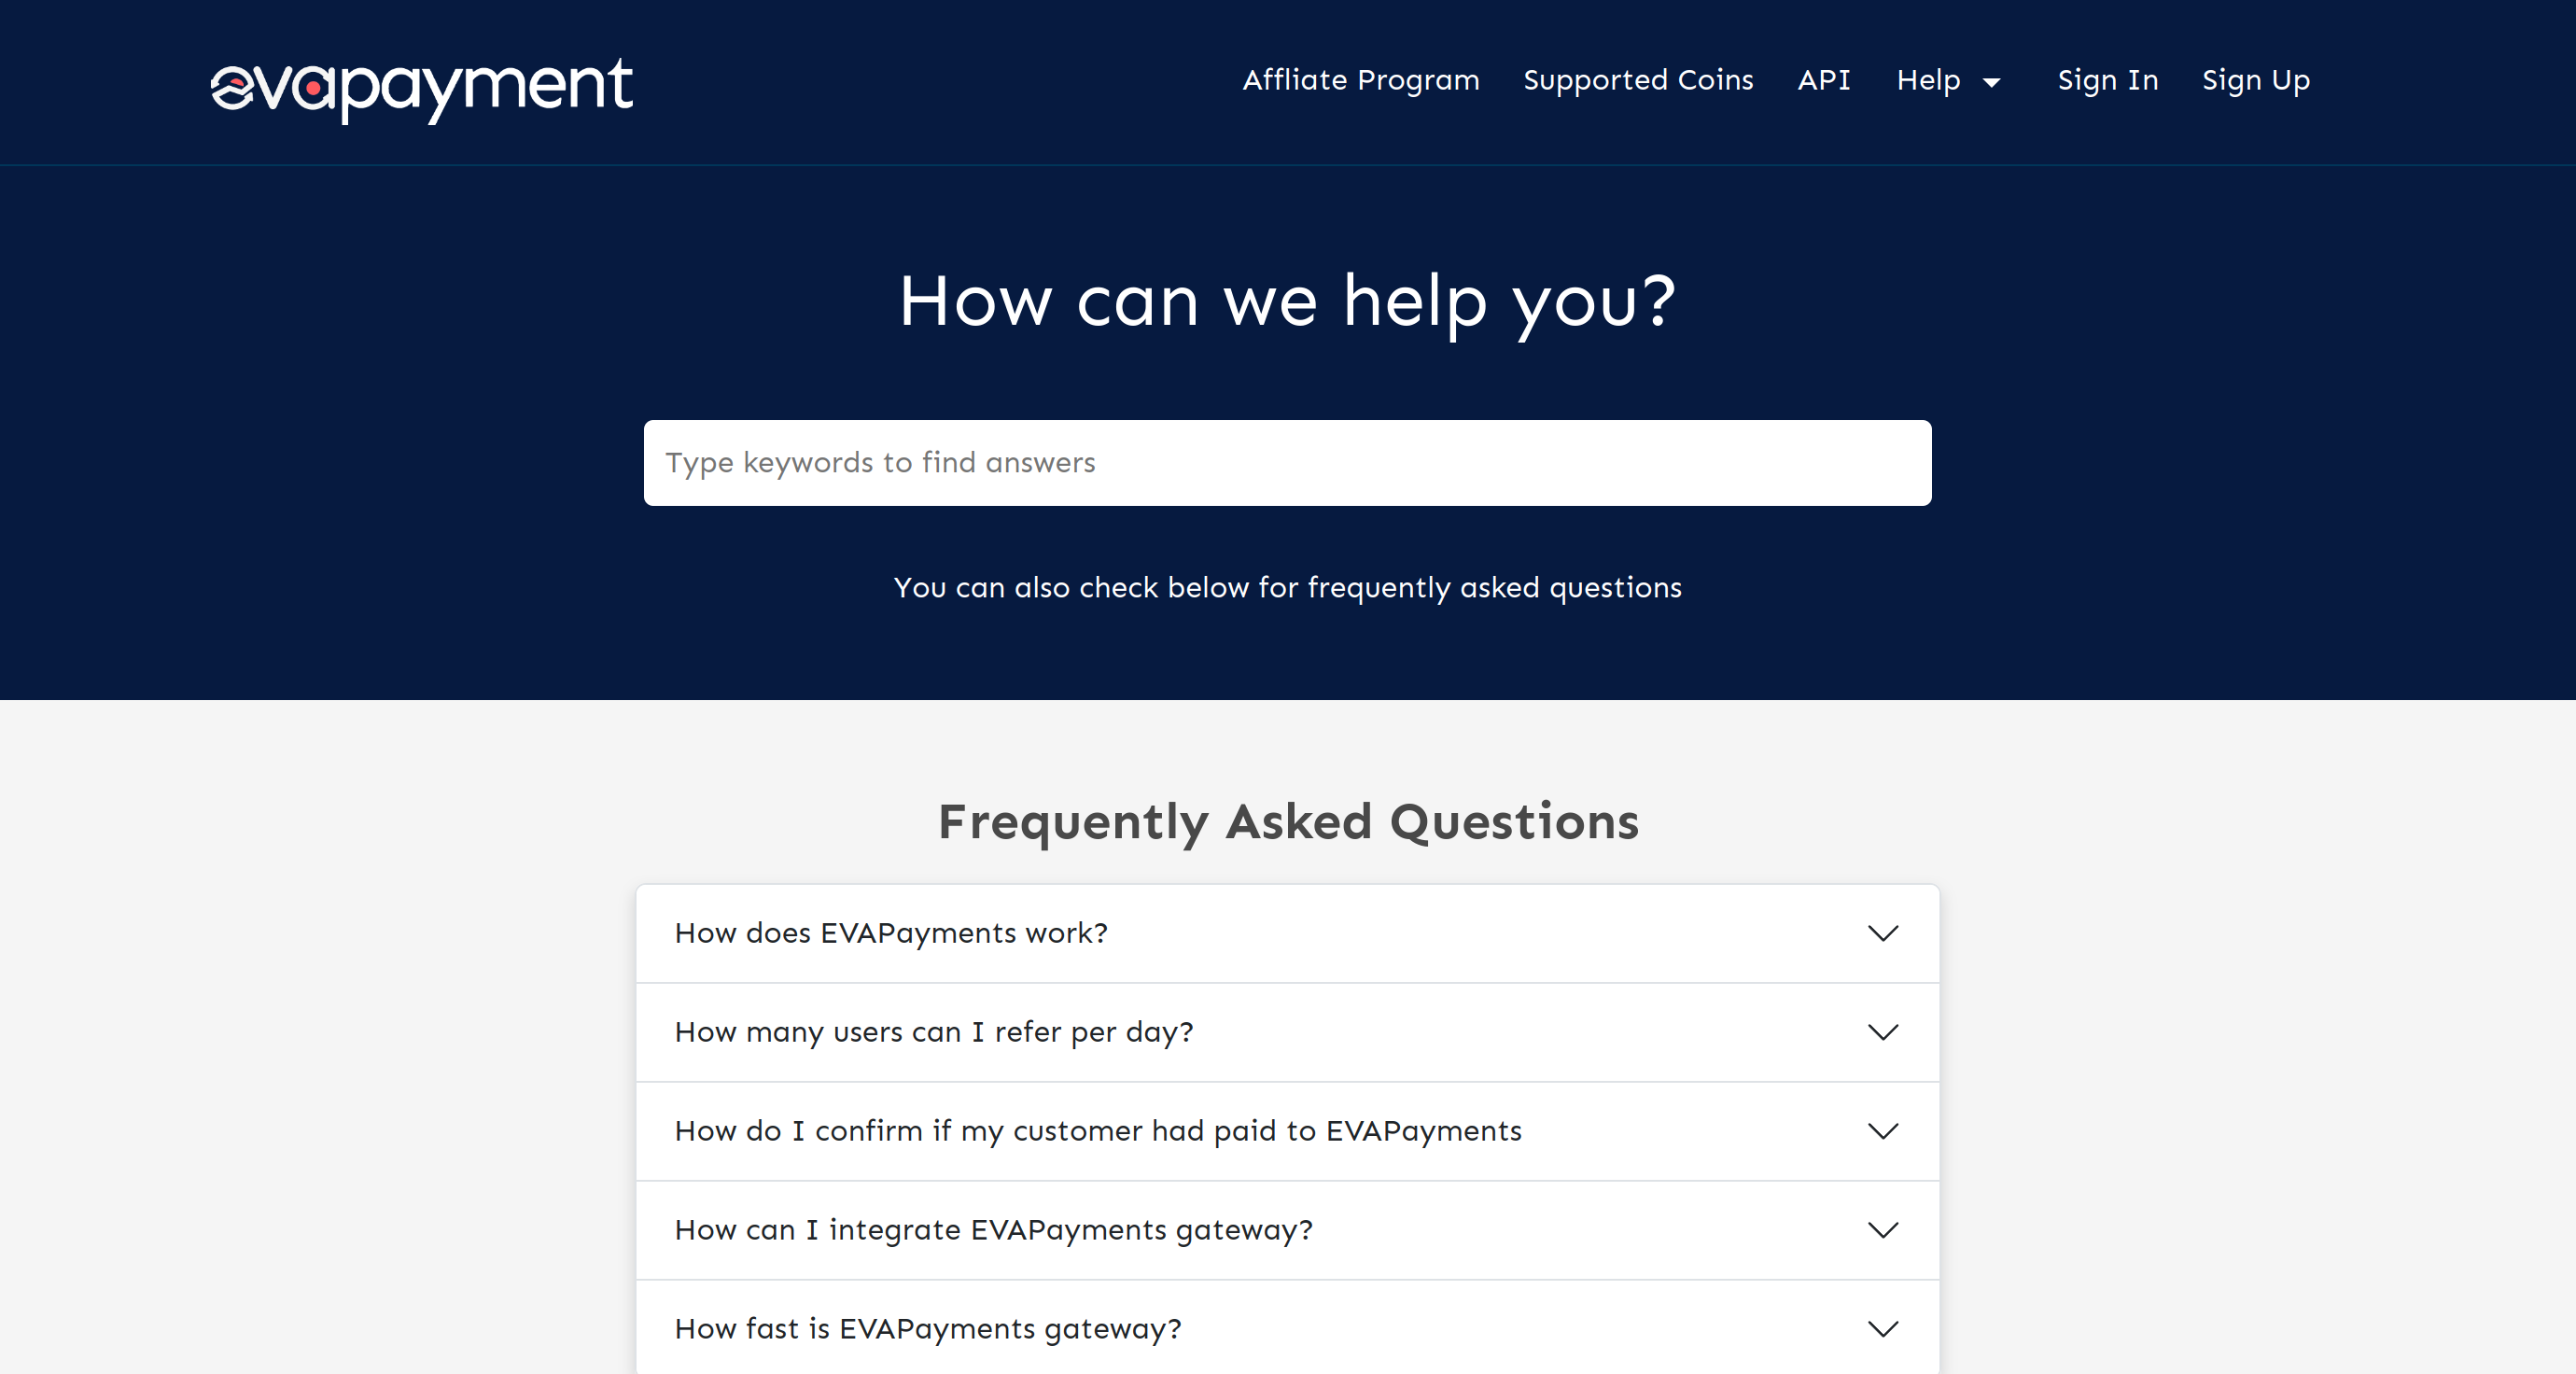 evapayment
Affliate Program Supported Coins API Help Sign In Sign Up
How can we help you?
Type keywords to find answers
You can also check below for frequently asked questions
Frequently Asked Questions
How does EVAPayments work?
How many users can I refer per day?
How do I confirm if my customer had paid to EVAPayments
How can I integrate EVAPayments gateway?
How fast is EVAPayments gateway?